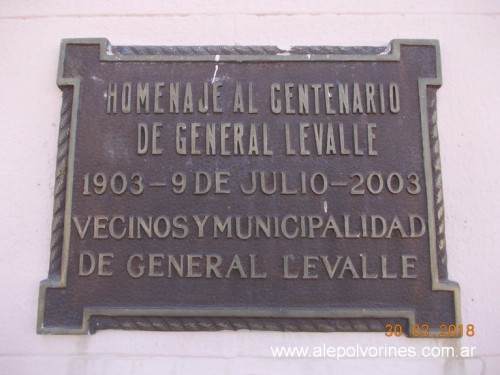 HOMENAJE AL CENTENARIO
DE GENERAL LEVALLE
1903-9 DE JULIO-2003
VECINOS Y MUNICIPALIDAD
DE GENERAL LEVALLE
30.03.2018
www.alepolvorines.com.ar